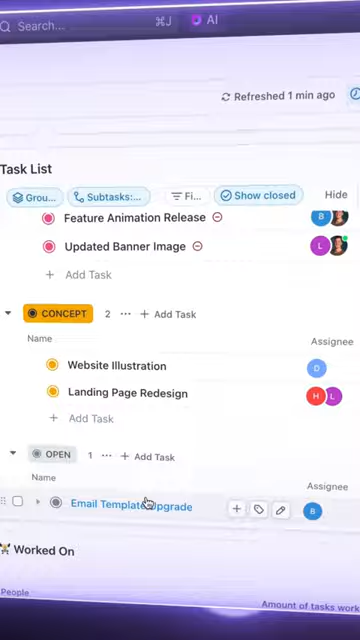 Search... ⌘J AI
Refreshed 1 min ago
Task List
Grou... Subtasks:... Fi... Show closed Hide
Feature Animation Release B
Updated Banner Image L
+ Add Task
CONCEPT 2 ... + Add Task
Name Assignee
Website Illustration D
Landing Page Redesign H L
+ Add Task
OPEN 1 ... + Add Task
Name Assignee
Email Template Upgrade B
Worked On
People Amount of tasks work